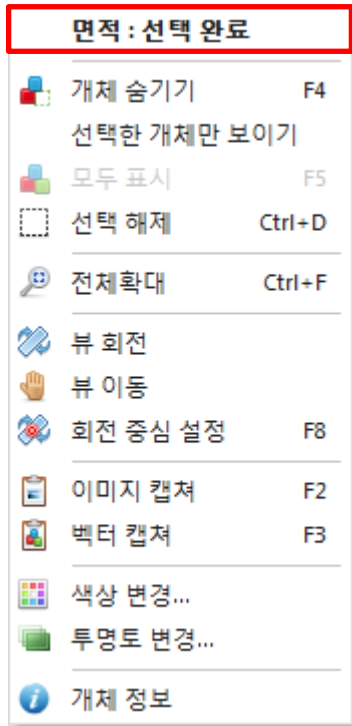 면적 : 선택 완료
개체 숨기기 F4
선택한 개체만 보이기
모두 표시 F5
선택 해제 Ctrl+D
전체확대 Ctrl+F
뷰 회전
뷰 이동
회전 중심 설정 F8
이미지 캡쳐 F2
벡터 캡쳐 F3
색상 변경...
투명토 변경...
개체 정보